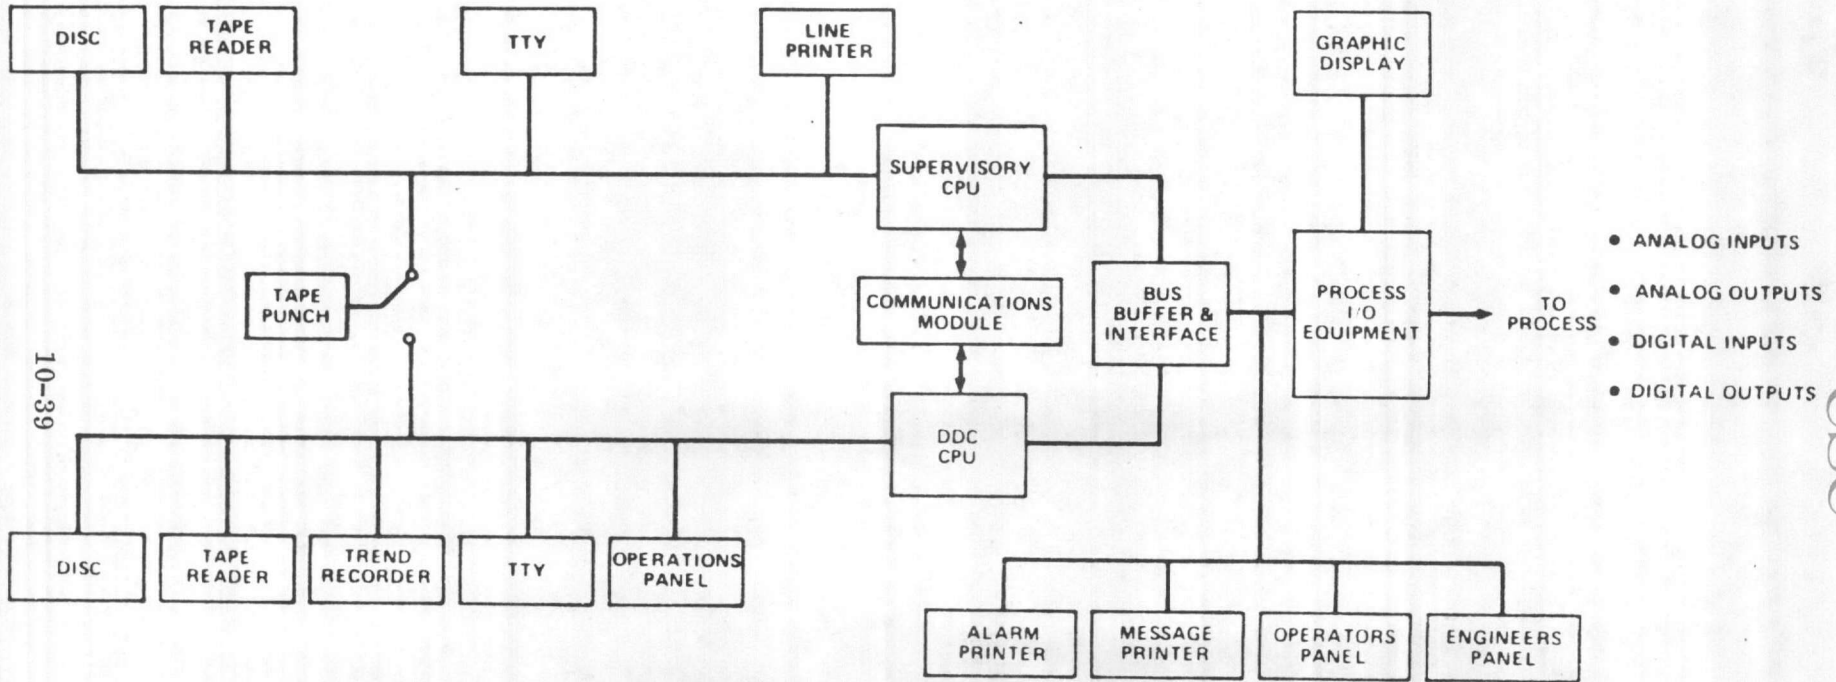 DISC
TAPE
READER
TTY
LINE
PRINTER
GRAPHIC
DISPLAY
SUPERVISORY
CPU
TAPE
PUNCH
COMMUNICATIONS
MODULE
BUS
BUFFER &
INTERFACE
PROCESS
I/O
EQUIPMENT
TO
PROCESS
• ANALOG INPUTS
• ANALOG OUTPUTS
• DIGITAL INPUTS
• DIGITAL OUTPUTS
10-39
DDC
CPU
DISC
TAPE
READER
TREND
RECORDER
TTY
OPERATIONS
PANEL
ALARM
PRINTER
MESSAGE
PRINTER
OPERATORS
PANEL
ENGINEERS
PANEL